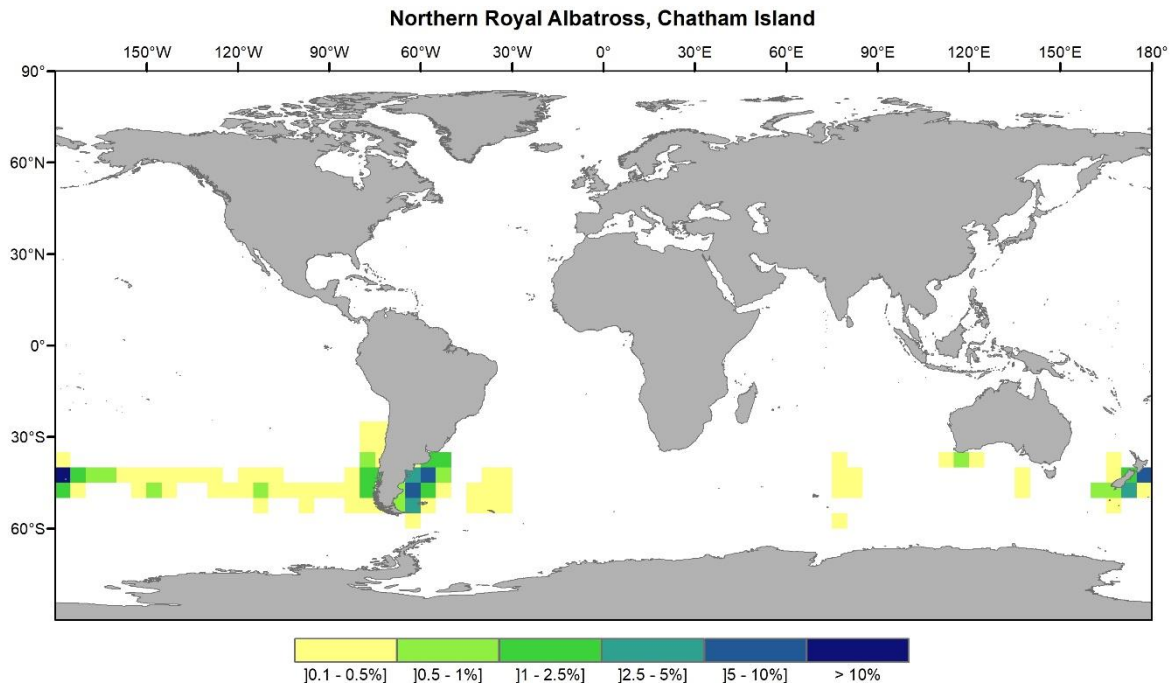 Northern Royal Albatross, Chatham Island
150°W 120°W 90°W 60°W 30°W 0° 30°E 60°E 90°E 120°E 150°E 180°
90°
60°N
30°N
0°
30°S
60°S
]0.1 - 0.5%] ]0.5 - 1%] ]1 - 2.5%] ]2.5 - 5%] ]5 - 10%] > 10%